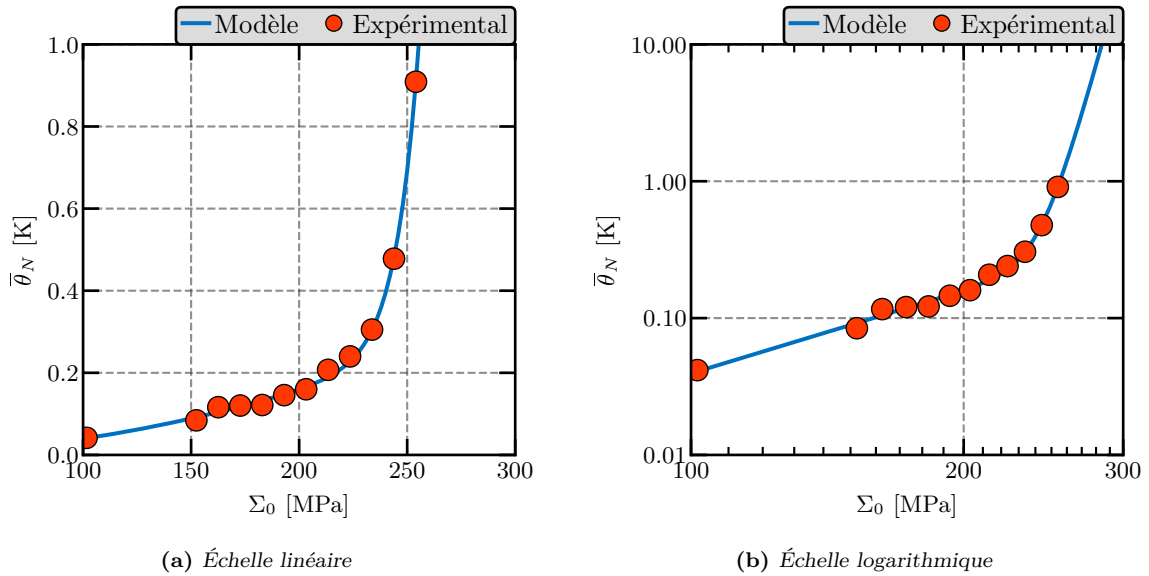 Modèle Expérimental
1.0
0.8
0.6
0.4
0.2
0.0
θ̅_N [K]
100 150 200 250 300
Σ₀ [MPa]
(a) Échelle linéaire
Modèle Expérimental
10.00
1.00
0.10
0.01
θ̅_N [K]
100 200 300
Σ₀ [MPa]
(b) Échelle logarithmique